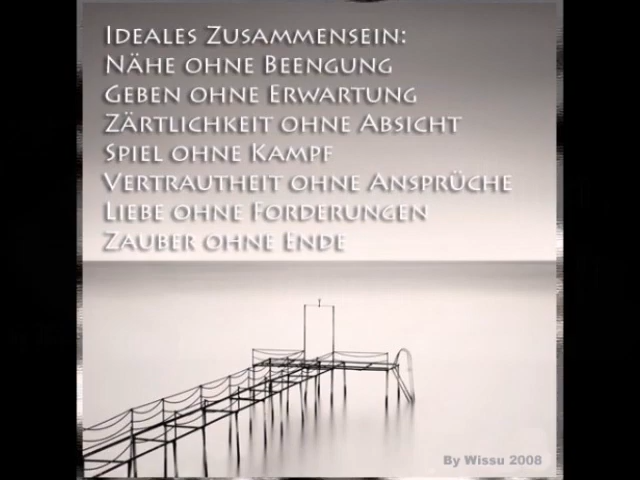 Ideales Zusammensein:
Nähe ohne Beengung
Geben ohne Erwartung
Zärtlichkeit ohne Absicht
Spiel ohne Kampf
Vertrautheit ohne Ansprüche
Liebe ohne Forderungen
Zauber ohne Ende
By Wissu 2008